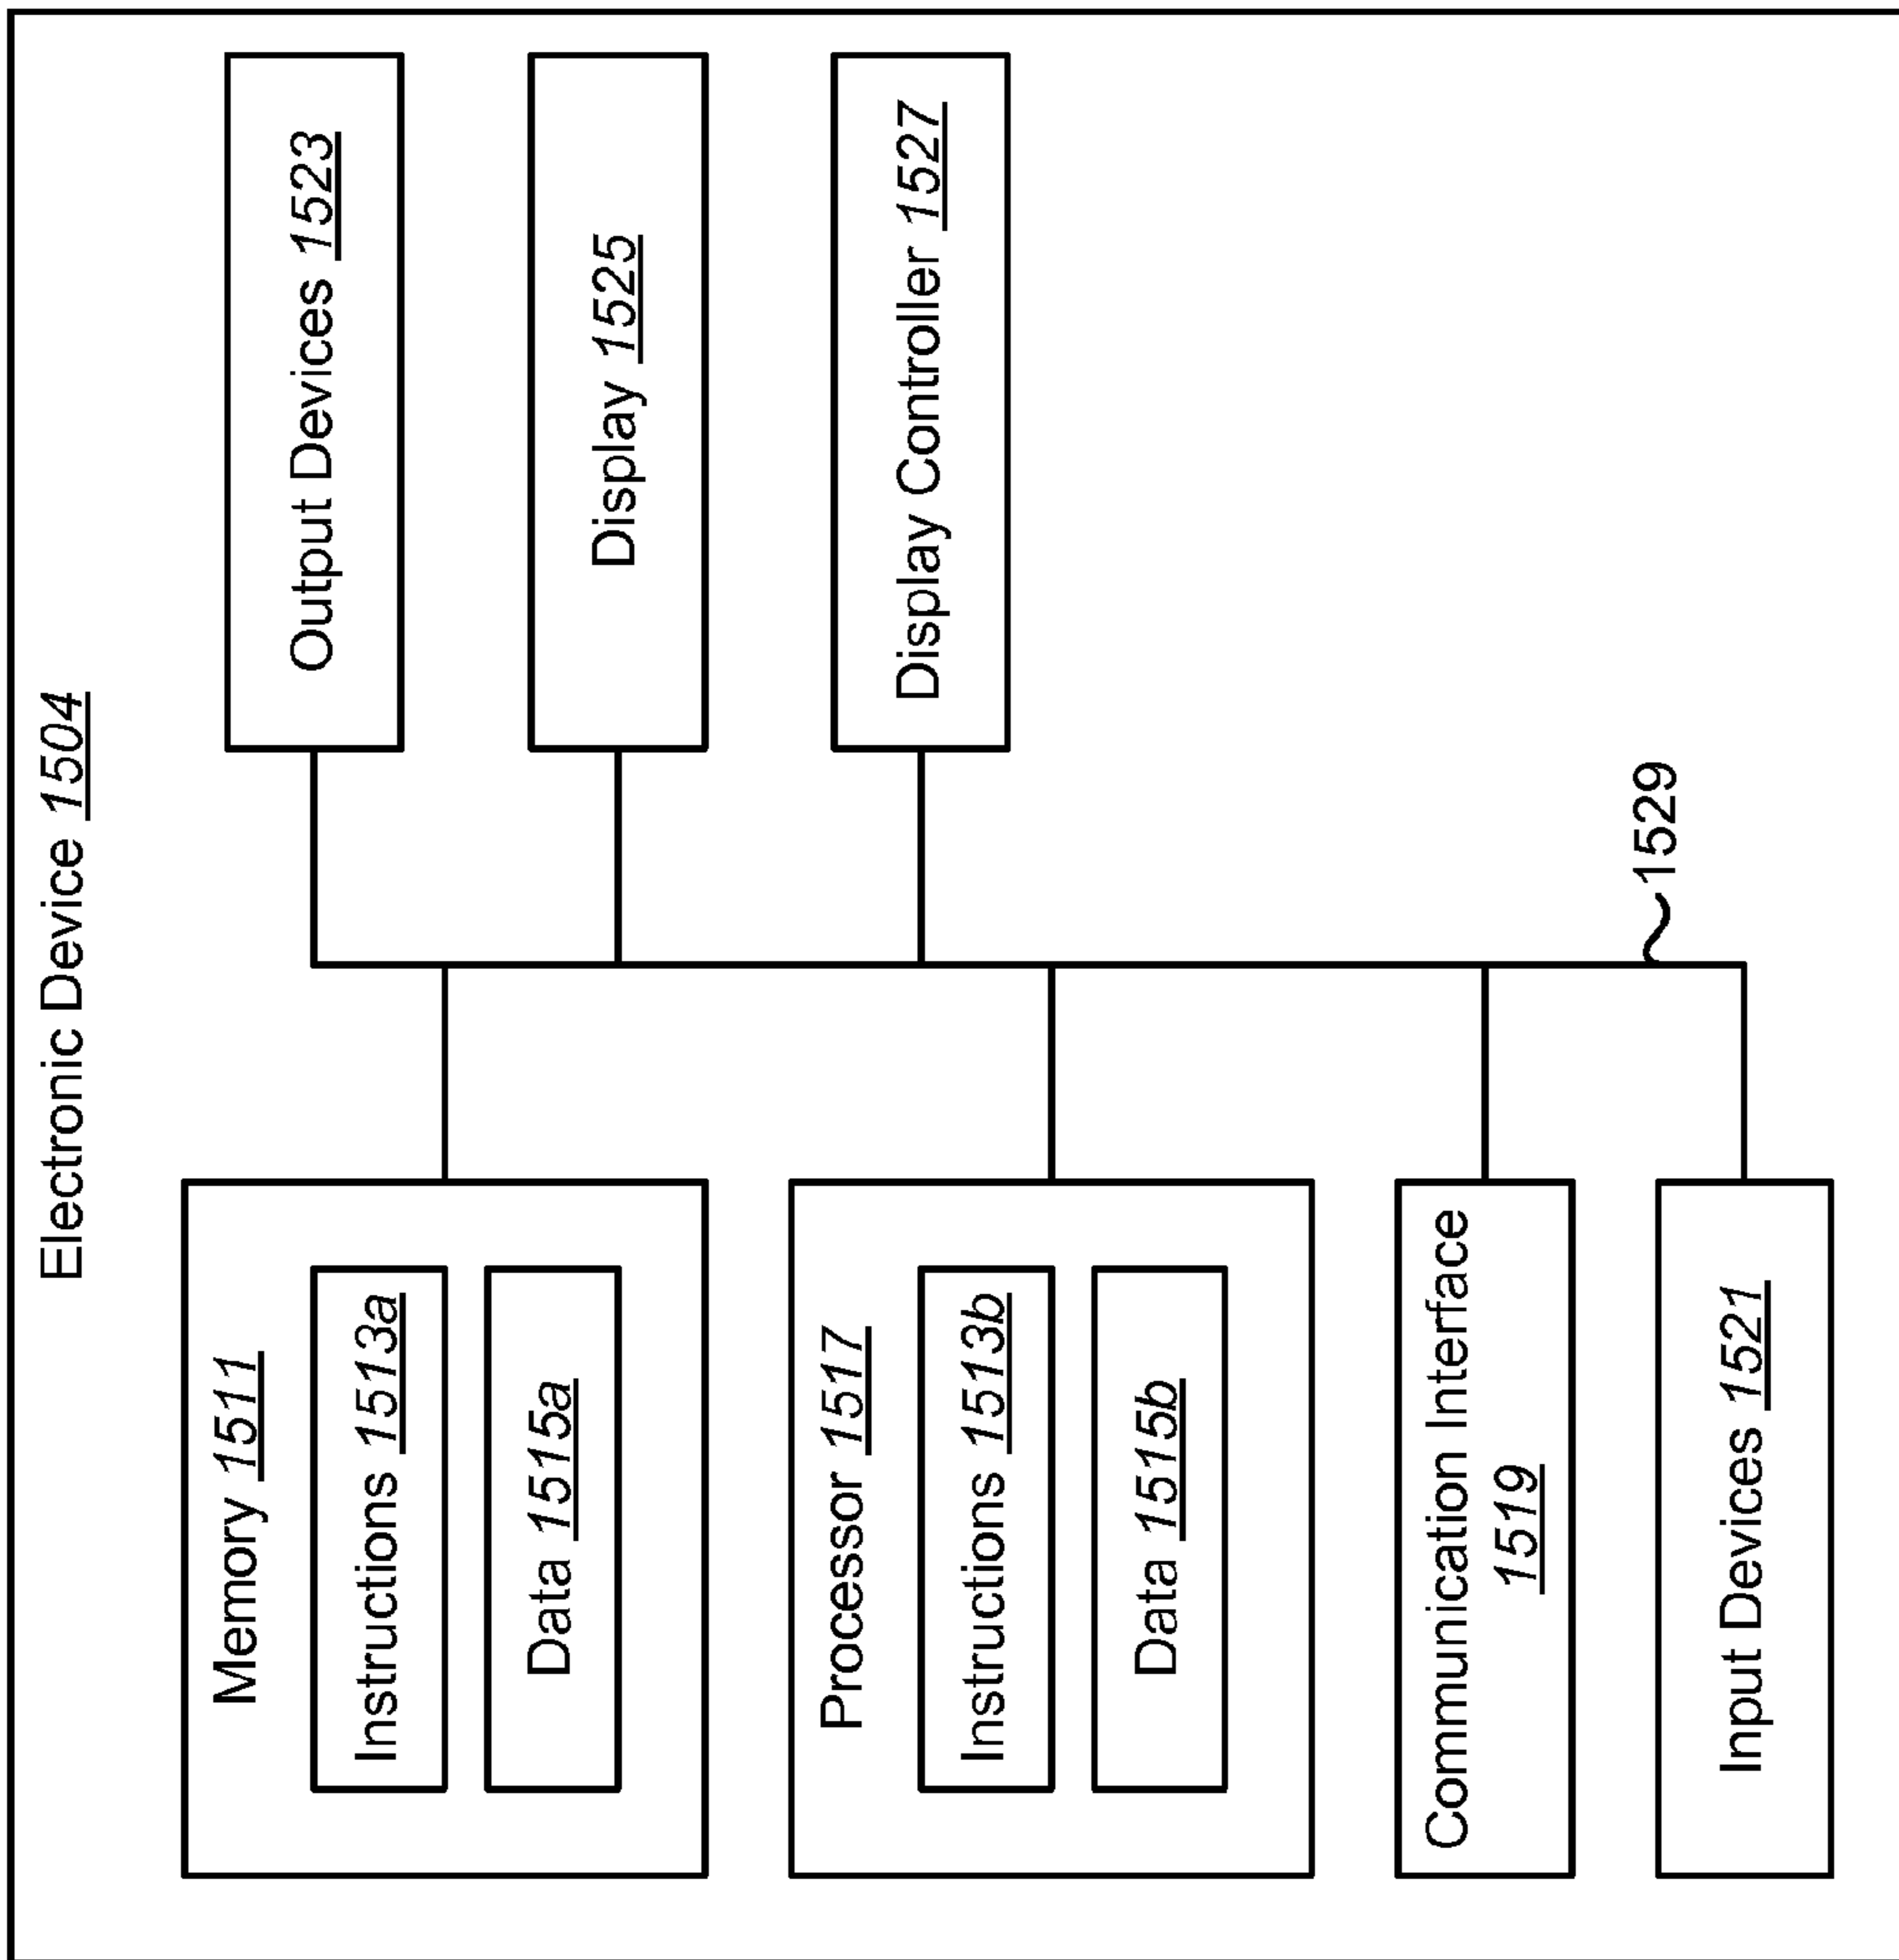 Electronic Device 1504
Memory 1511
Instructions 1513a
Data 1515a
Processor 1517
Instructions 1513b
Data 1515b
Communication Interface
1519
Input Devices 1521
Output Devices 1523
Display 1525
Display Controller 1527
1529